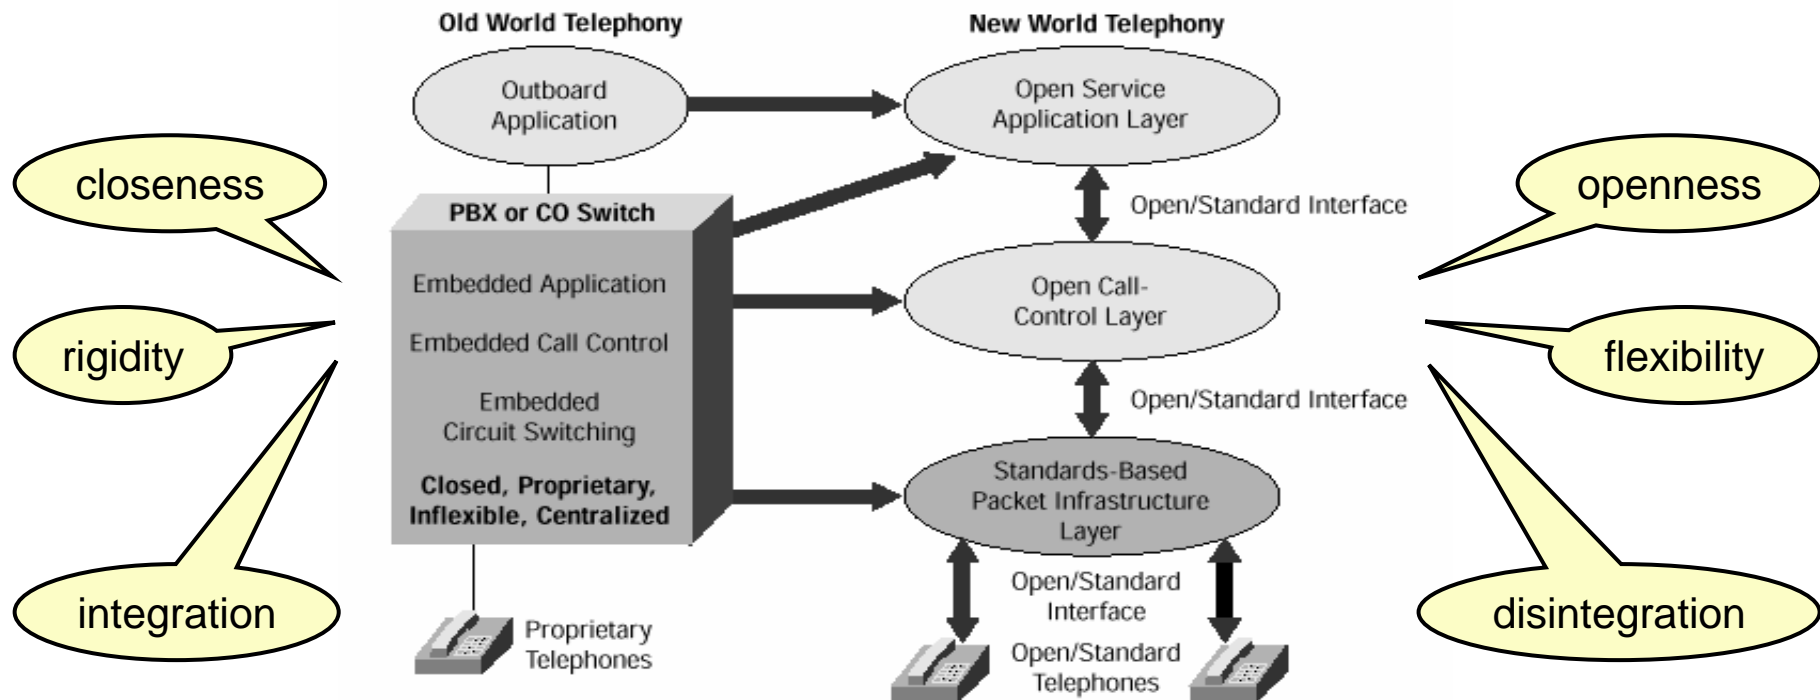 Old World Telephony
New World Telephony
Outboard
Application
Open Service
Application Layer
closeness
openness
PBX or CO Switch
Open/Standard Interface
Embedded Application
Open Call-
Control Layer
rigidity
Embedded Call Control
flexibility
Open/Standard Interface
Embedded
Circuit Switching
Standards-Based
Packet Infrastructure
Layer
Closed, Proprietary,
Inflexible, Centralized
integration
Open/Standard
Interface
disintegration
Proprietary
Telephones
Open/Standard
Telephones